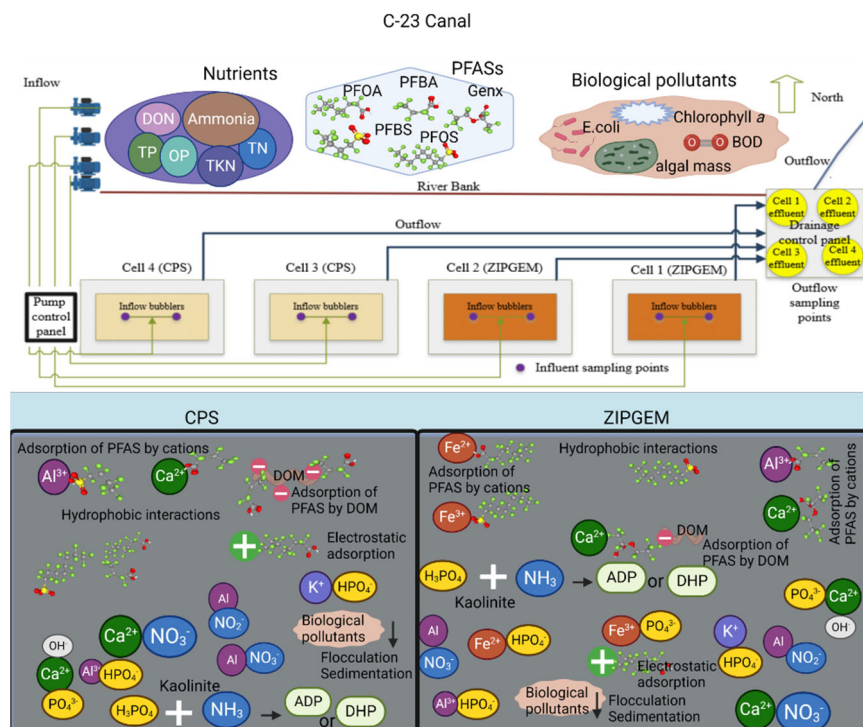 C-23 Canal
Inflow
Nutrients
DON
Ammonia
TP
OP
TKN
TN
PFASs
PFOA
PFBA
Genx
PFBS
PFOS
Biological pollutants
E.coli
Chlorophyll a
BOD
algal mass
North
Outflow
River Bank
Outflow
Cell 1
effluent
Cell 2
effluent
Drainage
control panel
Cell 3
effluent
Cell 4
effluent
Outflow
sampling
points
Cell 4 (CPS)
Cell 3 (CPS)
Cell 2 (ZIPGEM)
Cell 1 (ZIPGEM)
Inflow bubblers
Inflow bubblers
Inflow bubblers
Inflow bubblers
Pump
control
panel
Influent sampling points
CPS
Adsorption of PFAS by cations
Al³⁺
Ca²⁺
DOM
Adsorption of
PFAS by DOM
Hydrophobic interactions
+
Electrostatic
adsorption
K⁺
HPO₄⁻
Al
NO₂⁻
Biological
pollutants
Flocculation
Sedimentation
Ca²⁺
NO₃⁻
Al
NO₃⁻
OH⁻
Ca²⁺
PO₄³⁻
Al³⁺
HPO₄⁻
Kaolinite
H₃PO₄
+
NH₃
ADP
or
DHP
ZIPGEM
Fe²⁺
Adsorption of
PFAS by cations
Fe³⁺
Hydrophobic interactions
Al³⁺
Ca²⁺
Adsorption of
PFAS by cations
Ca²⁺
DOM
Adsorption of
PFAS by DOM
H₃PO₄
+
NH₃
Kaolinite
ADP
or
DHP
PO₄³⁻
Ca²⁺
OH
Al
NO₃⁻
Fe²⁺
HPO₄⁻
Fe³⁺
PO₄³⁻
K⁺
HPO₄⁻
Al
NO₂⁻
+
Electrostatic
adsorption
Al³⁺
HPO₄⁻
Biological
pollutants
Flocculation
Sedimentation
Ca²⁺
NO₃⁻